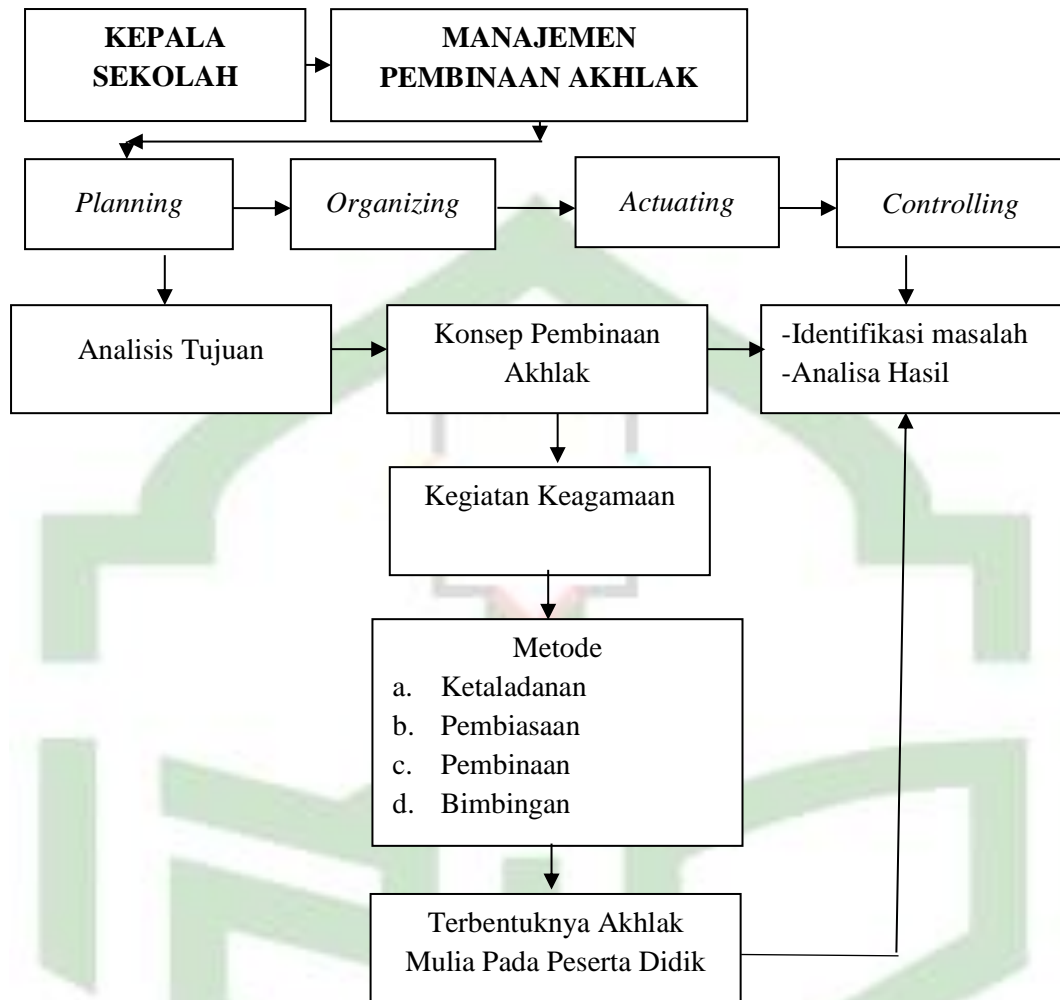 KEPALA
SEKOLAH
MANAJEMEN
PEMBINAAN AKHLAK
Planning
Organizing
Actuating
Controlling
Analisis Tujuan
Konsep Pembinaan
Akhlak
-Identifikasi masalah
-Analisa Hasil
Kegiatan Keagamaan
Metode
a. Ketaladanan
b. Pembiasaan
c. Pembinaan
d. Bimbingan
Terbentuknya Akhlak
Mulia Pada Peserta Didik